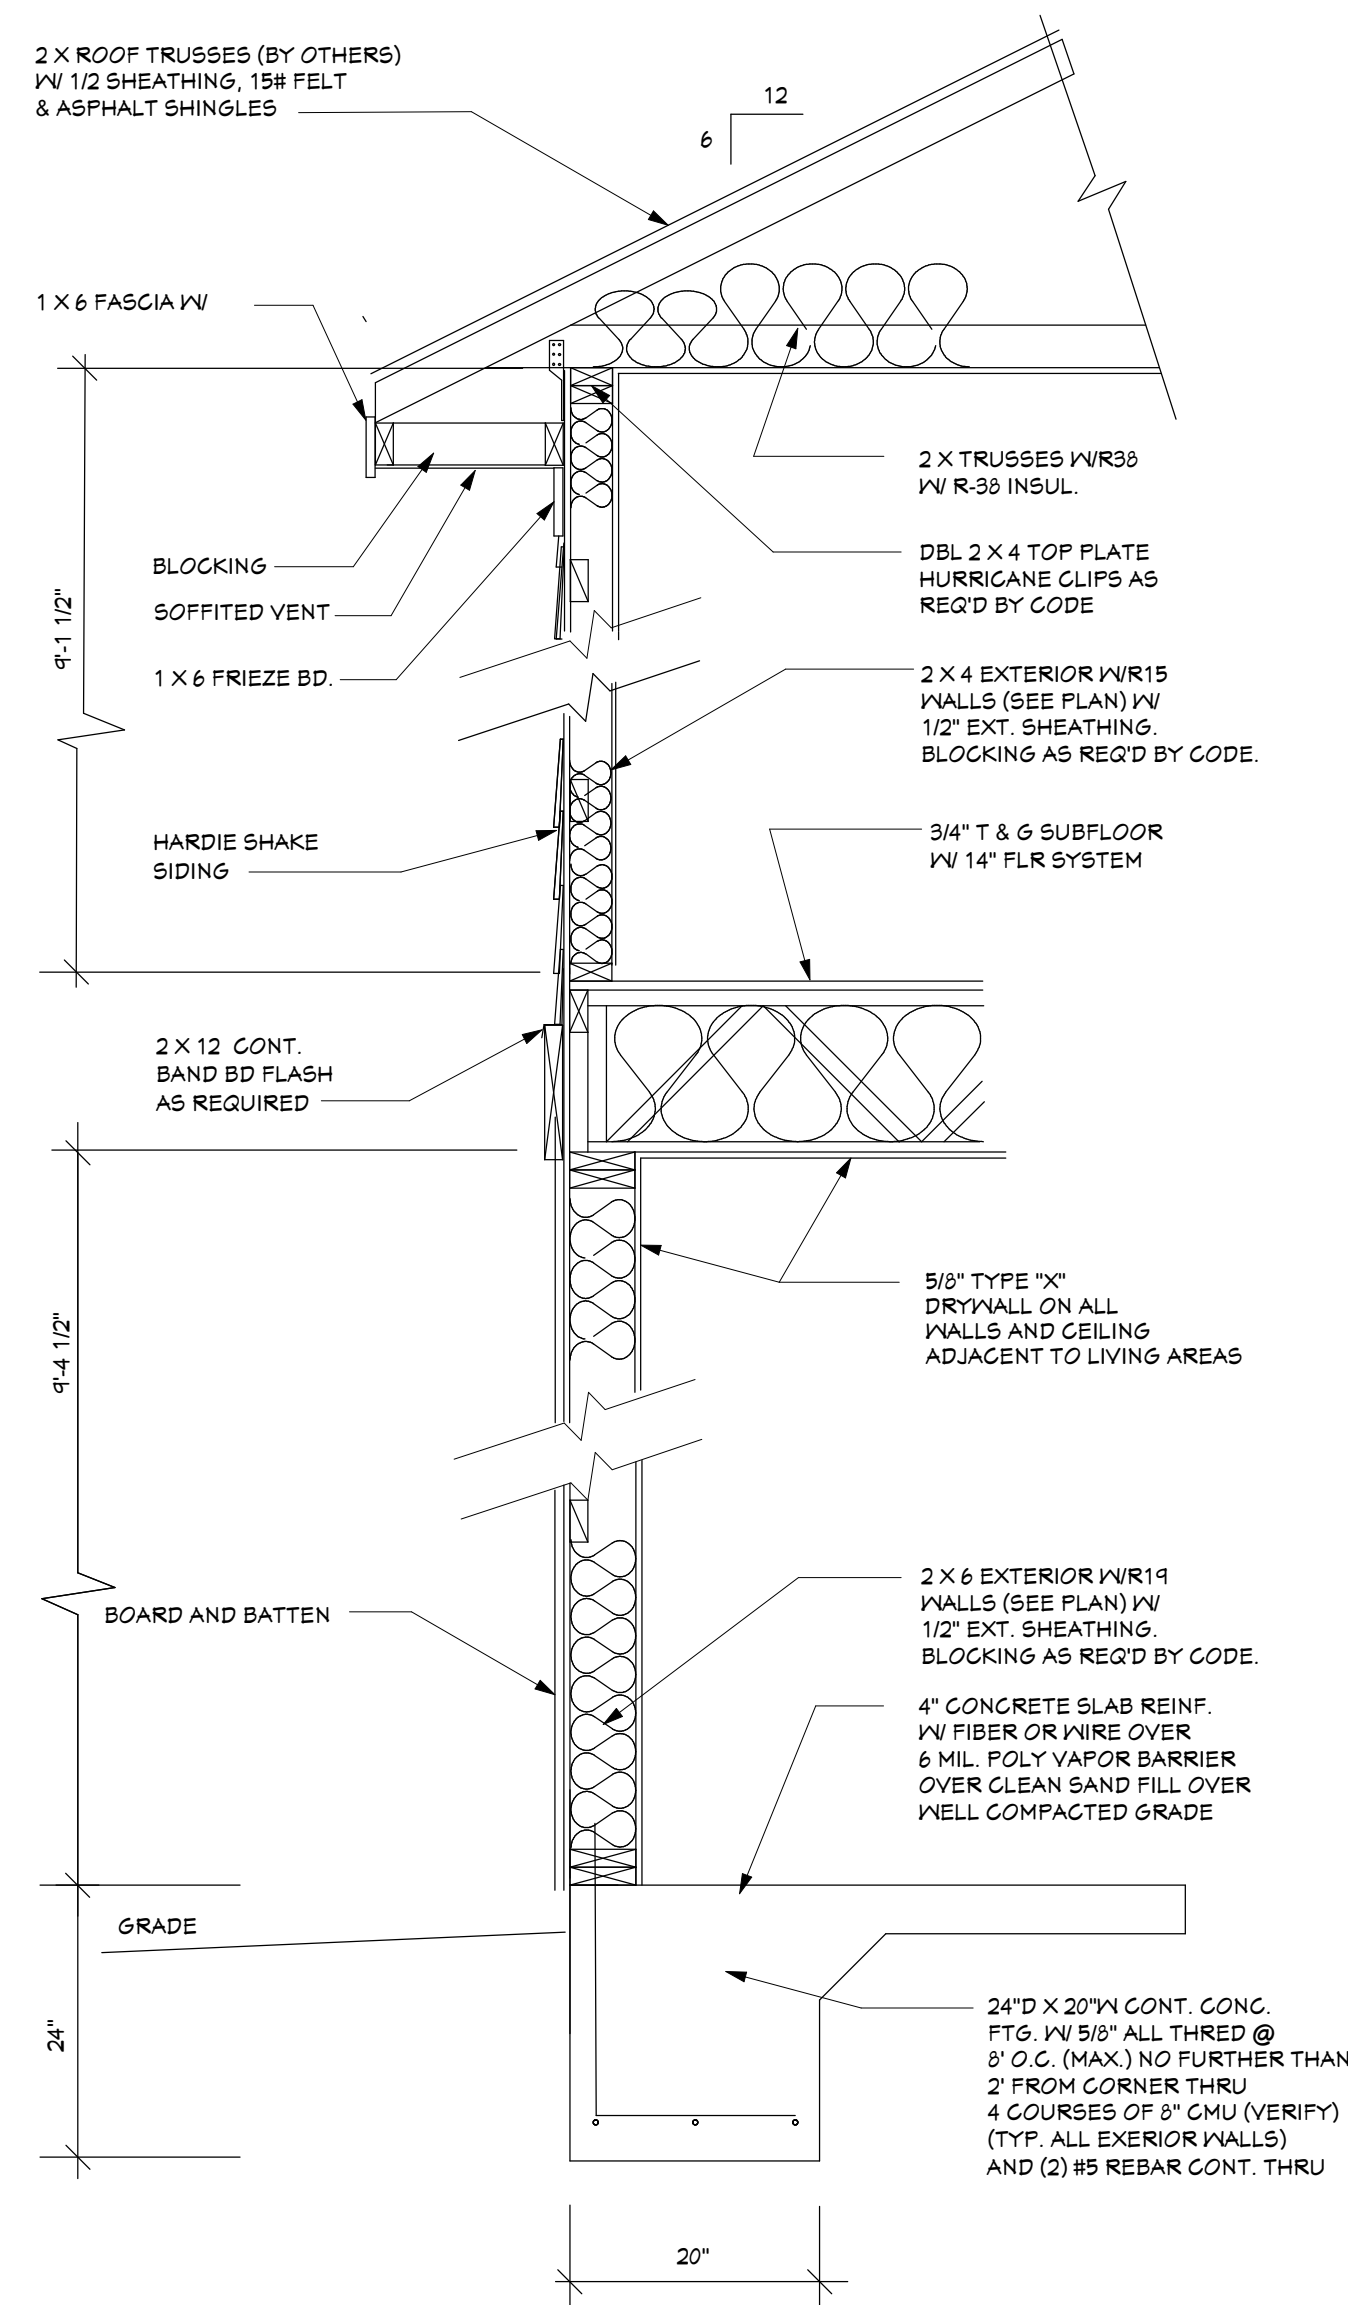 2 X ROOF TRUSSES (BY OTHERS)
W/ 1/2 SHEATHING, 15# FELT
& ASPHALT SHINGLES
12
6
1 X 6 FASCIA W/
2 X TRUSSES W/R38
W/ R-38 INSUL.
DBL 2 X 4 TOP PLATE
HURRICANE CLIPS AS
REQ'D BY CODE
BLOCKING
SOFFITED VENT
1 X 6 FRIEZE BD.
9'-1 1/2"
2 X 4 EXTERIOR W/R15
WALLS (SEE PLAN) W/
1/2" EXT. SHEATHING.
BLOCKING AS REQ'D BY CODE.
HARDIE SHAKE
SIDING
3/4" T & G SUBFLOOR
W/ 14" FLR SYSTEM
2 X 12 CONT.
BAND BD FLASH
AS REQUIRED
5/8" TYPE "X"
DRYWALL ON ALL
WALLS AND CEILING
ADJACENT TO LIVING AREAS
9'-4 1/2"
BOARD AND BATTEN
2 X 6 EXTERIOR W/R19
WALLS (SEE PLAN) W/
1/2" EXT. SHEATHING.
BLOCKING AS REQ'D BY CODE.
4" CONCRETE SLAB REINF.
W/ FIBER OR WIRE OVER
6 MIL. POLY VAPOR BARRIER
OVER CLEAN SAND FILL OVER
WELL COMPACTED GRADE
GRADE
24"
24"D X 20"W CONT. CONC.
FTG. W/ 5/8" ALL THRED @
8' O.C. (MAX.) NO FURTHER THAN
2' FROM CORNER THRU
4 COURSES OF 8" CMU (VERIFY)
(TYP. ALL EXERIOR WALLS)
AND (2) #5 REBAR CONT. THRU
20"